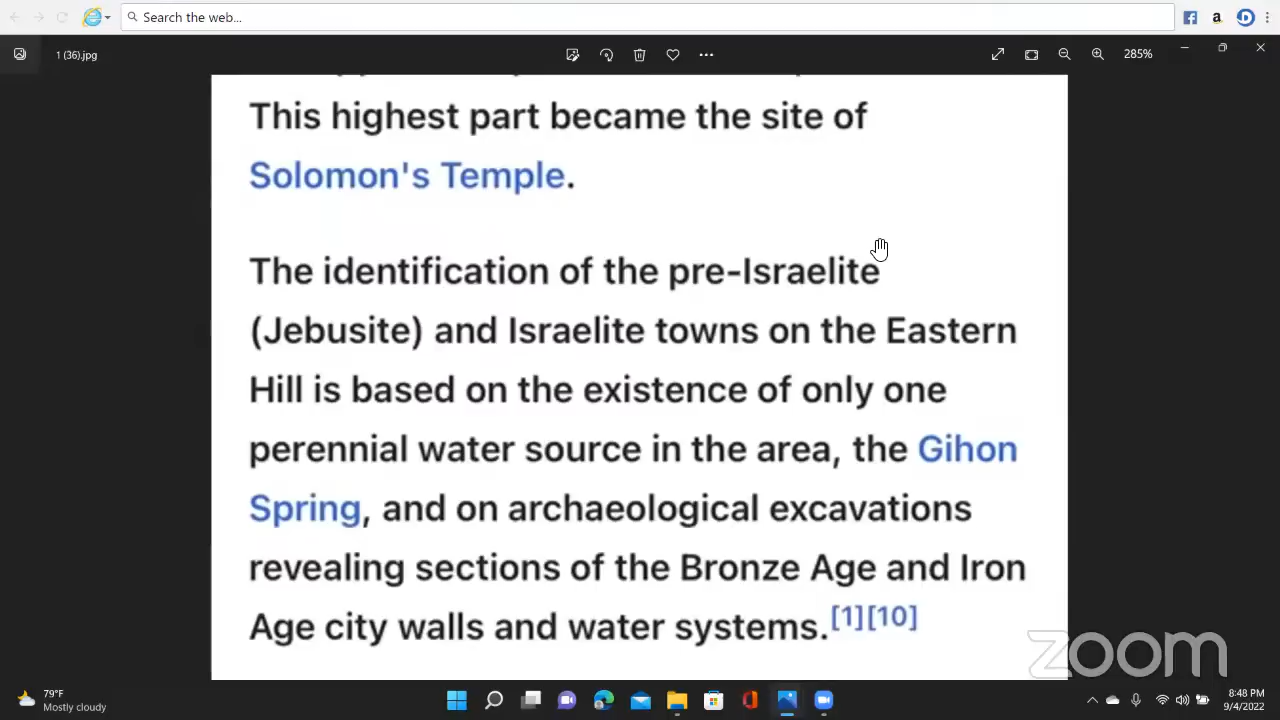 Search the web...
1 (36).jpg
285%
This highest part became the site of
Solomon's Temple.
The identification of the pre-Israelite
(Jebusite) and Israelite towns on the Eastern
Hill is based on the existence of only one
perennial water source in the area, the Gihon
Spring, and on archaeological excavations
revealing sections of the Bronze Age and Iron
Age city walls and water systems.[1][10]
zoom
79°F
Mostly cloudy
8:48 PM
9/4/2022